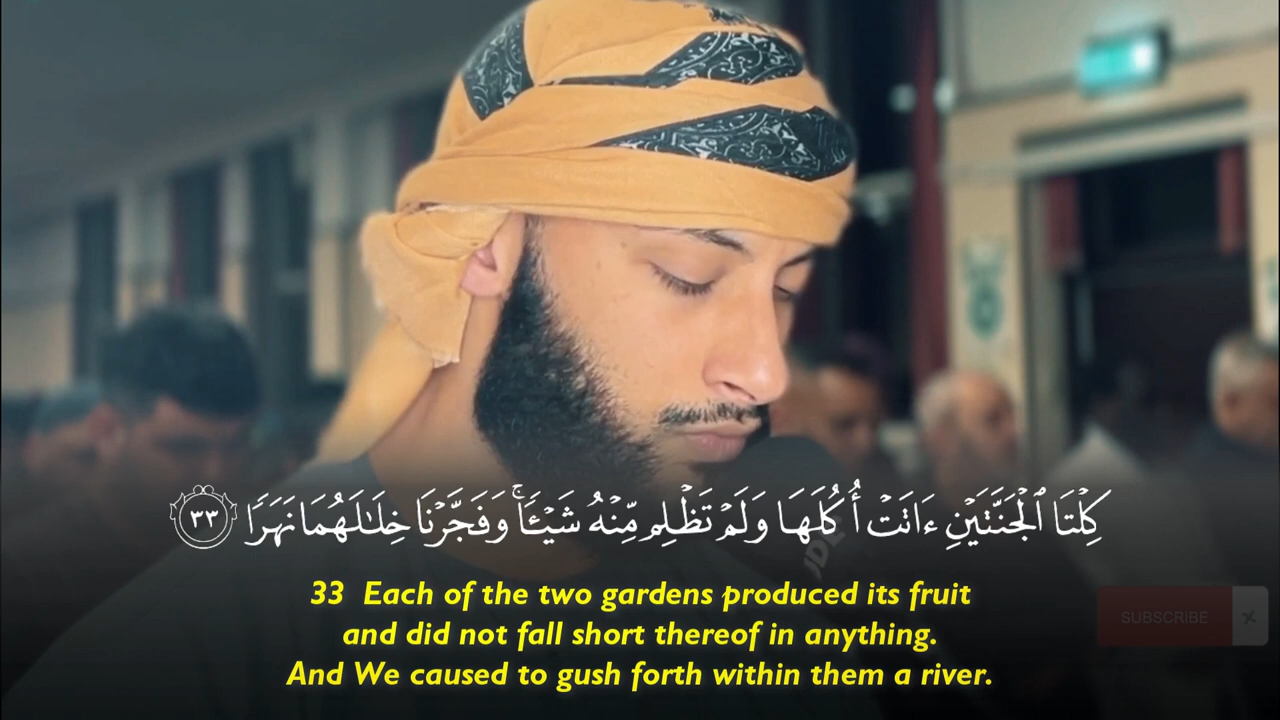 كِلْتَا ٱلْجَنَّتَيْنِ ءَاتَتْ أُكُلَهَا وَلَمْ تَظْلِم مِّنْهُ شَيْـًٔا ۚ وَفَجَّرْنَا خِلَـٰلَهُمَا نَهَرًا ٣٣
33 Each of the two gardens produced its fruit
and did not fall short thereof in anything.
And We caused to gush forth within them a river.
SUBSCRIBE